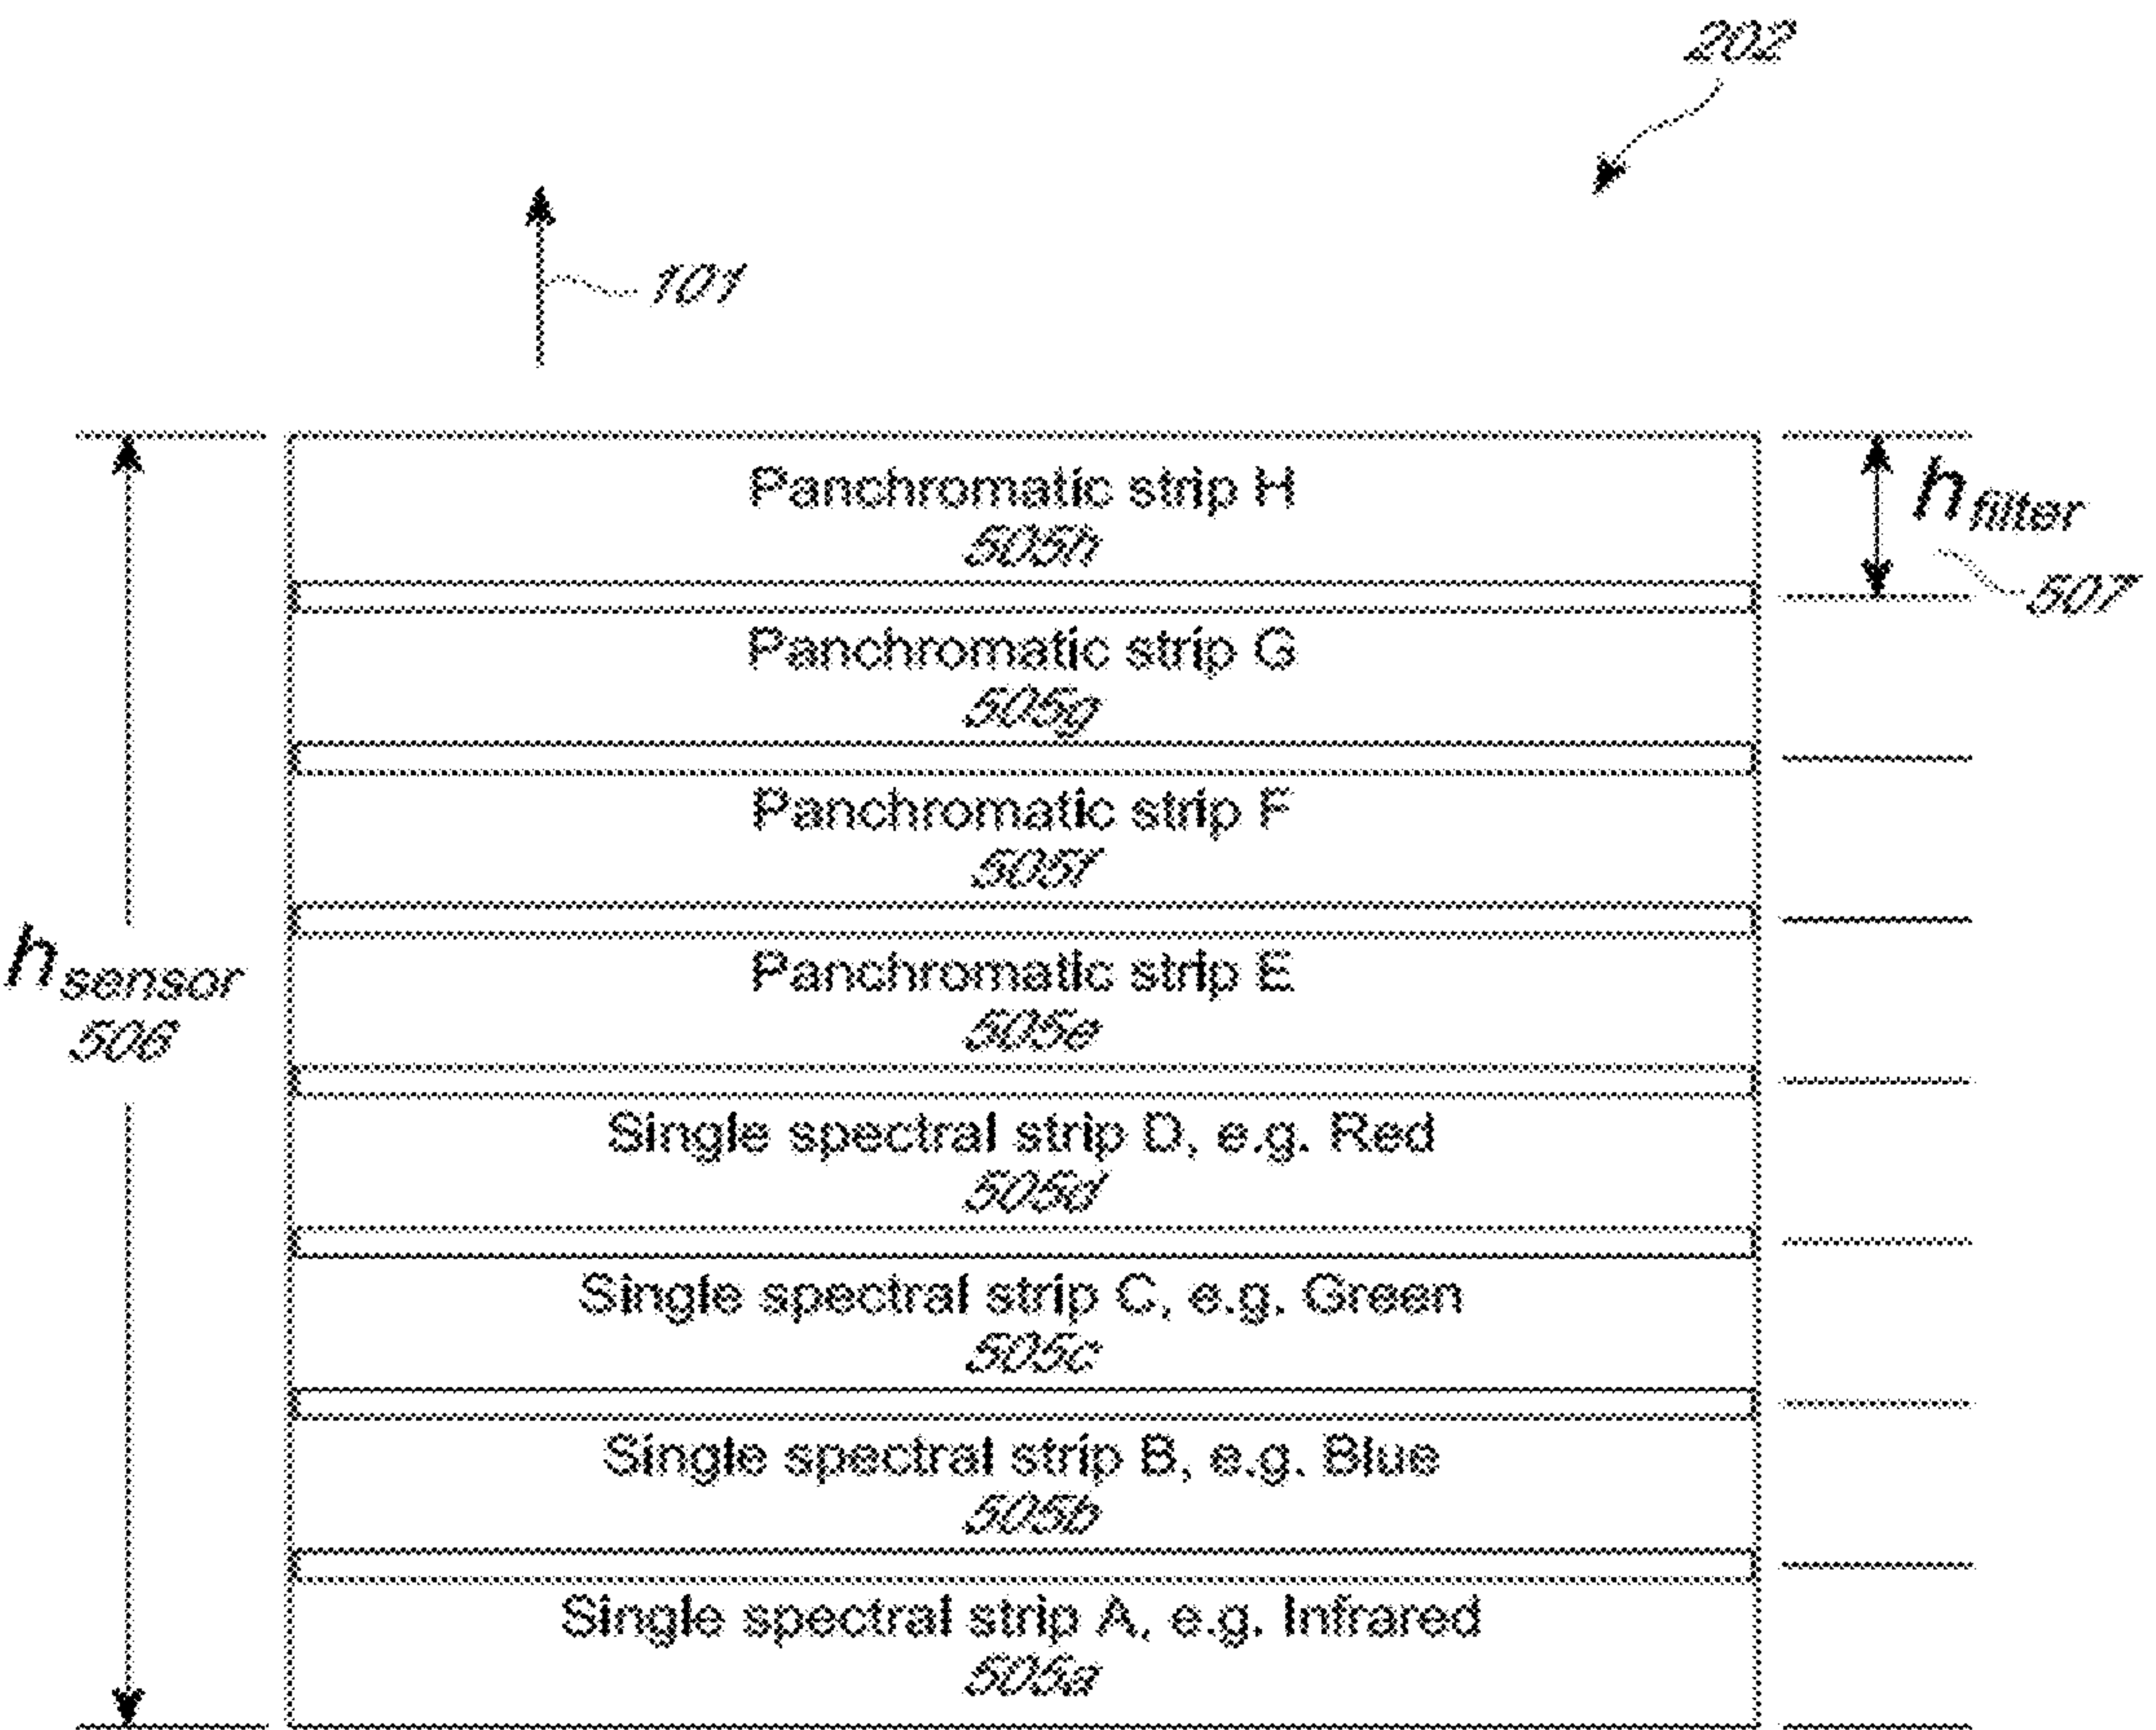 202
101
Panchromatic strip H
505h
h filter
507
Panchromatic strip G
505g
Panchromatic strip F
505f
Panchromatic strip E
505e
h sensor
506
Single spectral strip D, e.g. Red
505d
Single spectral strip C, e.g. Green
505c
Single spectral strip B, e.g. Blue
505b
Single spectral strip A, e.g. Infrared
505a